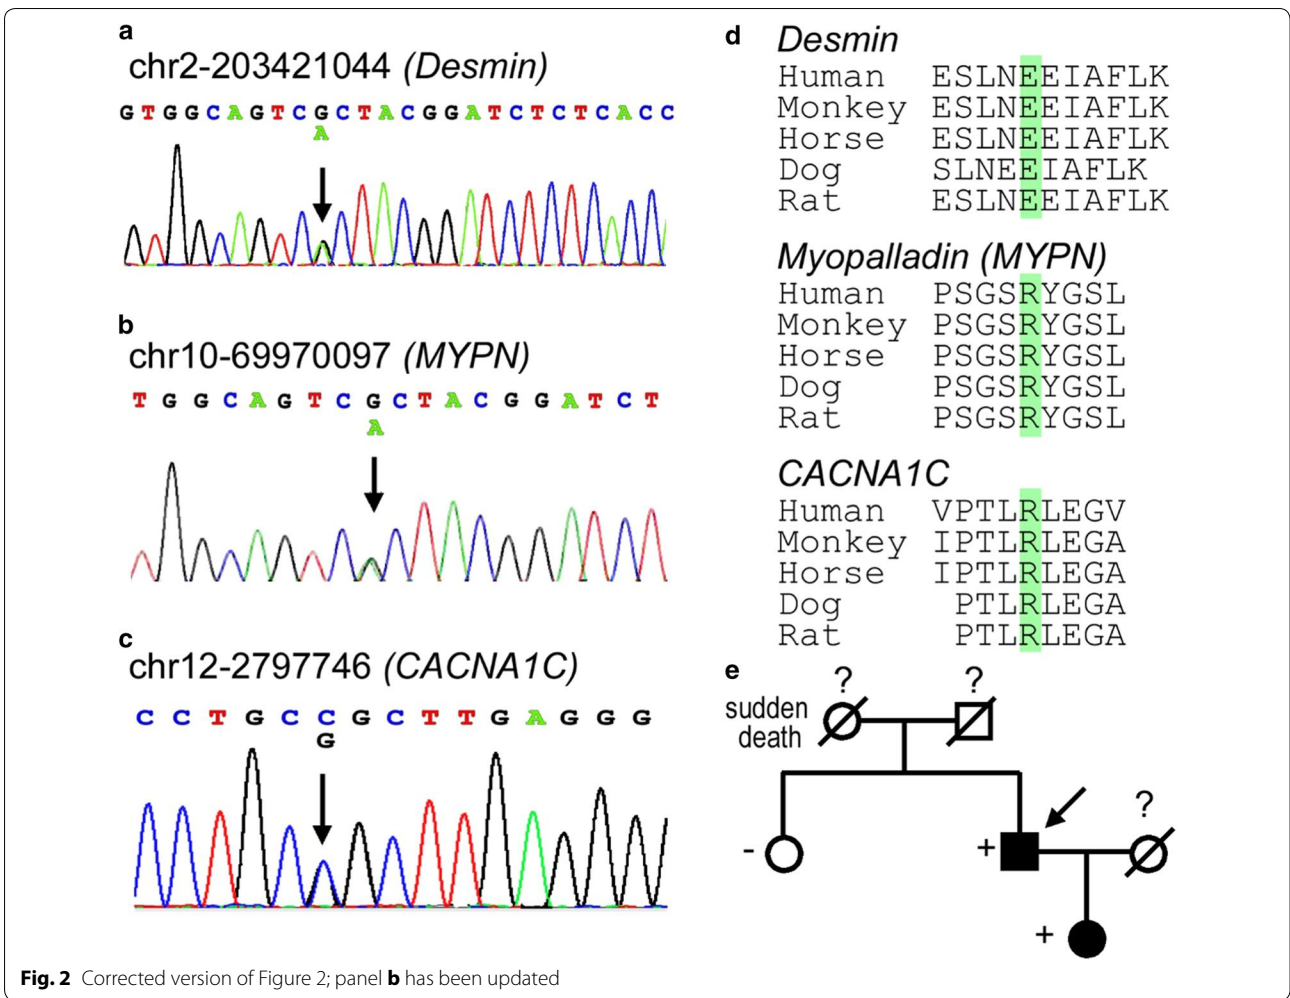 a
chr2-203421044 (Desmin)
GTGGCAGTCGCTACGGATCTCTCACC
A
b
chr10-69970097 (MYPN)
T G G C A G T C G C T A C G G A T C T
A
c
chr12-2797746 (CACNA1C)
C C T G C C G C T T G A G G G
G
d
Desmin
Human ESLNEEIAFLK
Monkey ESLNEEIAFLK
Horse ESLNEEIAFLK
Dog SLNEEIAFLK
Rat ESLNEEIAFLK
Myopalladin (MYPN)
Human PSGSRYGSL
Monkey PSGSRYGSL
Horse PSGSRYGSL
Dog PSGSRYGSL
Rat PSGSRYGSL
CACNA1C
Human VPTLRLEGV
Monkey IPTLRLEGA
Horse IPTLRLEGA
Dog PTLRLEGA
Rat PTLRLEGA
e
? ?
sudden
death
?
- +
+
Fig. 2 Corrected version of Figure 2; panel b has been updated